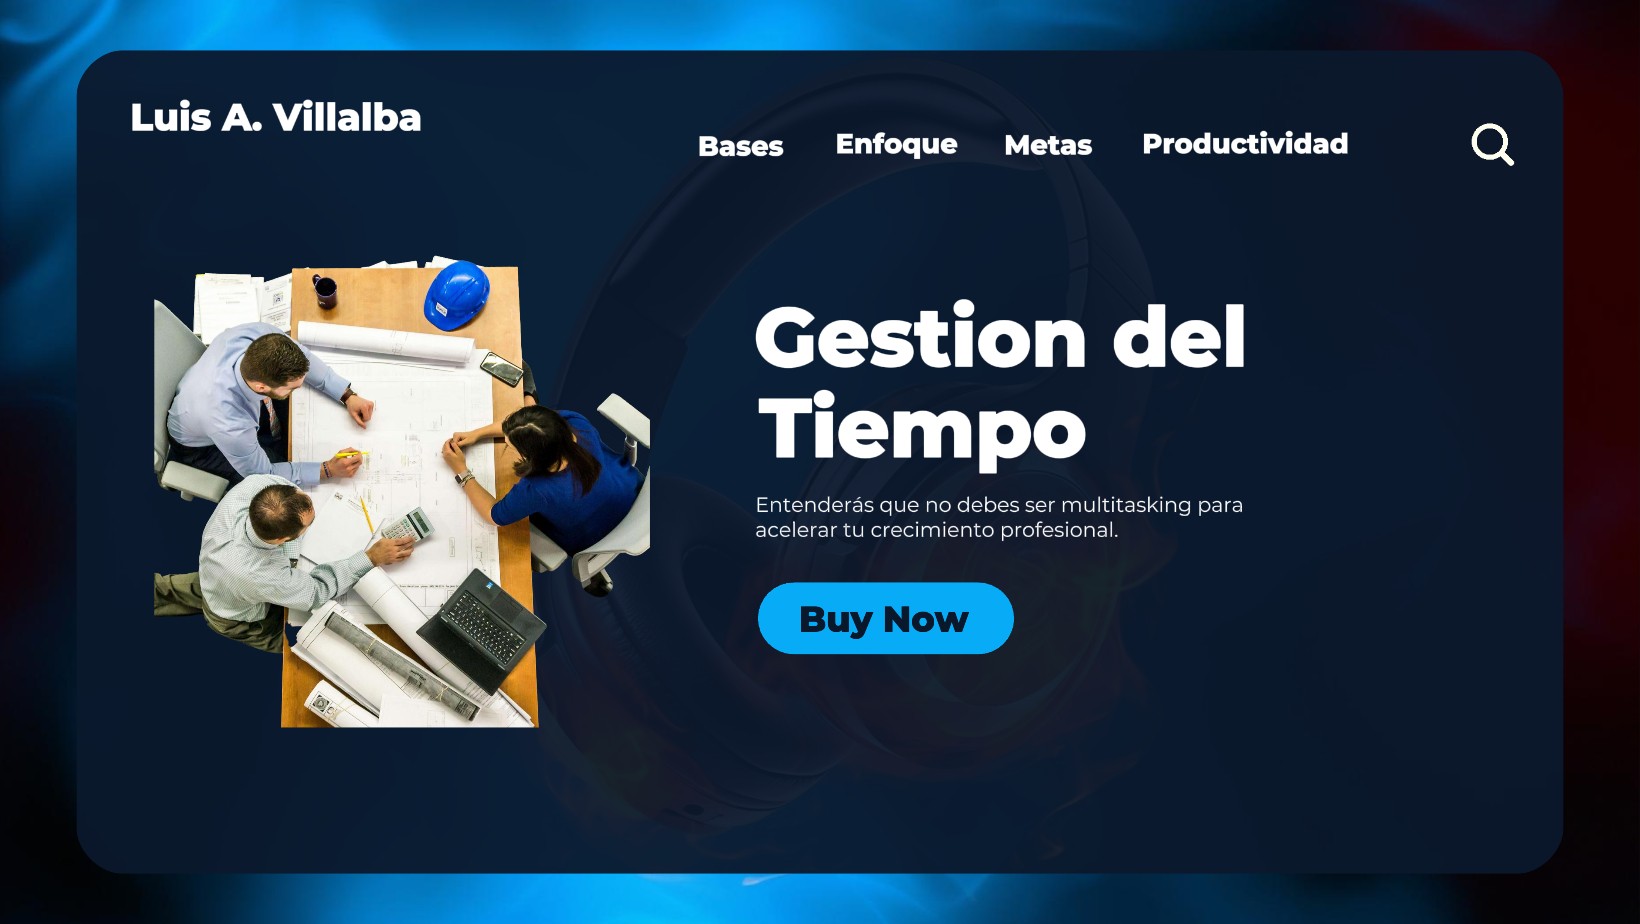 Luis A. Villalba
Bases Enfoque Metas Productividad
Gestion del
Tiempo
Entenderás que no debes ser multitasking para
acelerar tu crecimiento profesional.
Buy Now